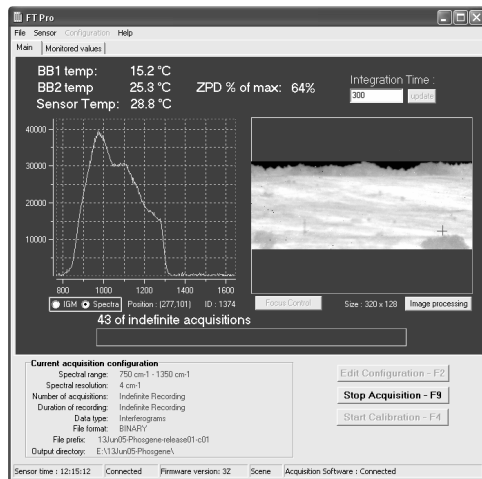 FT Pro
File Sensor Configuration Help
Main Monitored values
BB1 temp: 15.2 °C
BB2 temp 25.3 °C ZPD % of max: 64%
Sensor Temp: 28.8 °C
Integration Time :
300 update
40000
30000
20000
10000
800 1000 1200 1400 1600
IGM Spectra Position : [277,101] ID : 1374 Focus Control Size : 320 x 128 Image processing
43 of indefinite acquisitions
Current acquisition configuration
Spectral range: 750 cm-1 - 1350 cm-1
Spectral resolution: 4 cm-1
Number of acquisitions: Indefinite Recording
Duration of recording: Indefinite Recording
Data type: Interferograms
File format: BINARY
File prefix: 13Jun05-Phosgene-release01-c01
Output directory: E:\13Jun05-Phosgene\
Edit Configuration - F2
Stop Acquisition - F9
Start Calibration - F4
Sensor time : 12:15:12 Connected Firmware version: 3Z Scene Acquisition Software : Connected